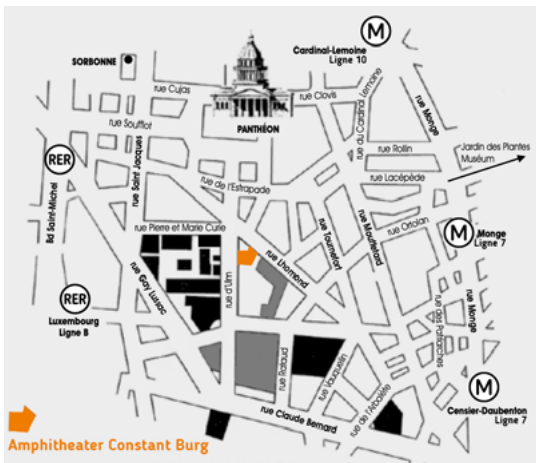 M
Cardinal-Lemoine
Ligne 10
SORBONNE
rue Cujas
PANTHÉON
rue Clovis
rue du Cardinal Lemoine
rue Monge
rue Soufflot
rue Rollin
Jardin des Plantes
Muséum
RER
rue Saint Jacques
rue de l'Estrapade
rue Lacépède
Bd Saint-Michel
rue Pierre et Marie Curie
rue Tournefort
rue Mouffetard
rue Ortolan
M
Monge
Ligne 7
rue Gay Lussac
rue d'Ulm
rue Lhomond
RER
Luxembourg
Ligne B
rue des Patriarches
rue Monge
rue Rataud
rue Vauquelin
rue de l'Arbalète
M
Censier-Daubenton
Ligne 7
rue Claude Bernard
Amphitheater Constant Burg